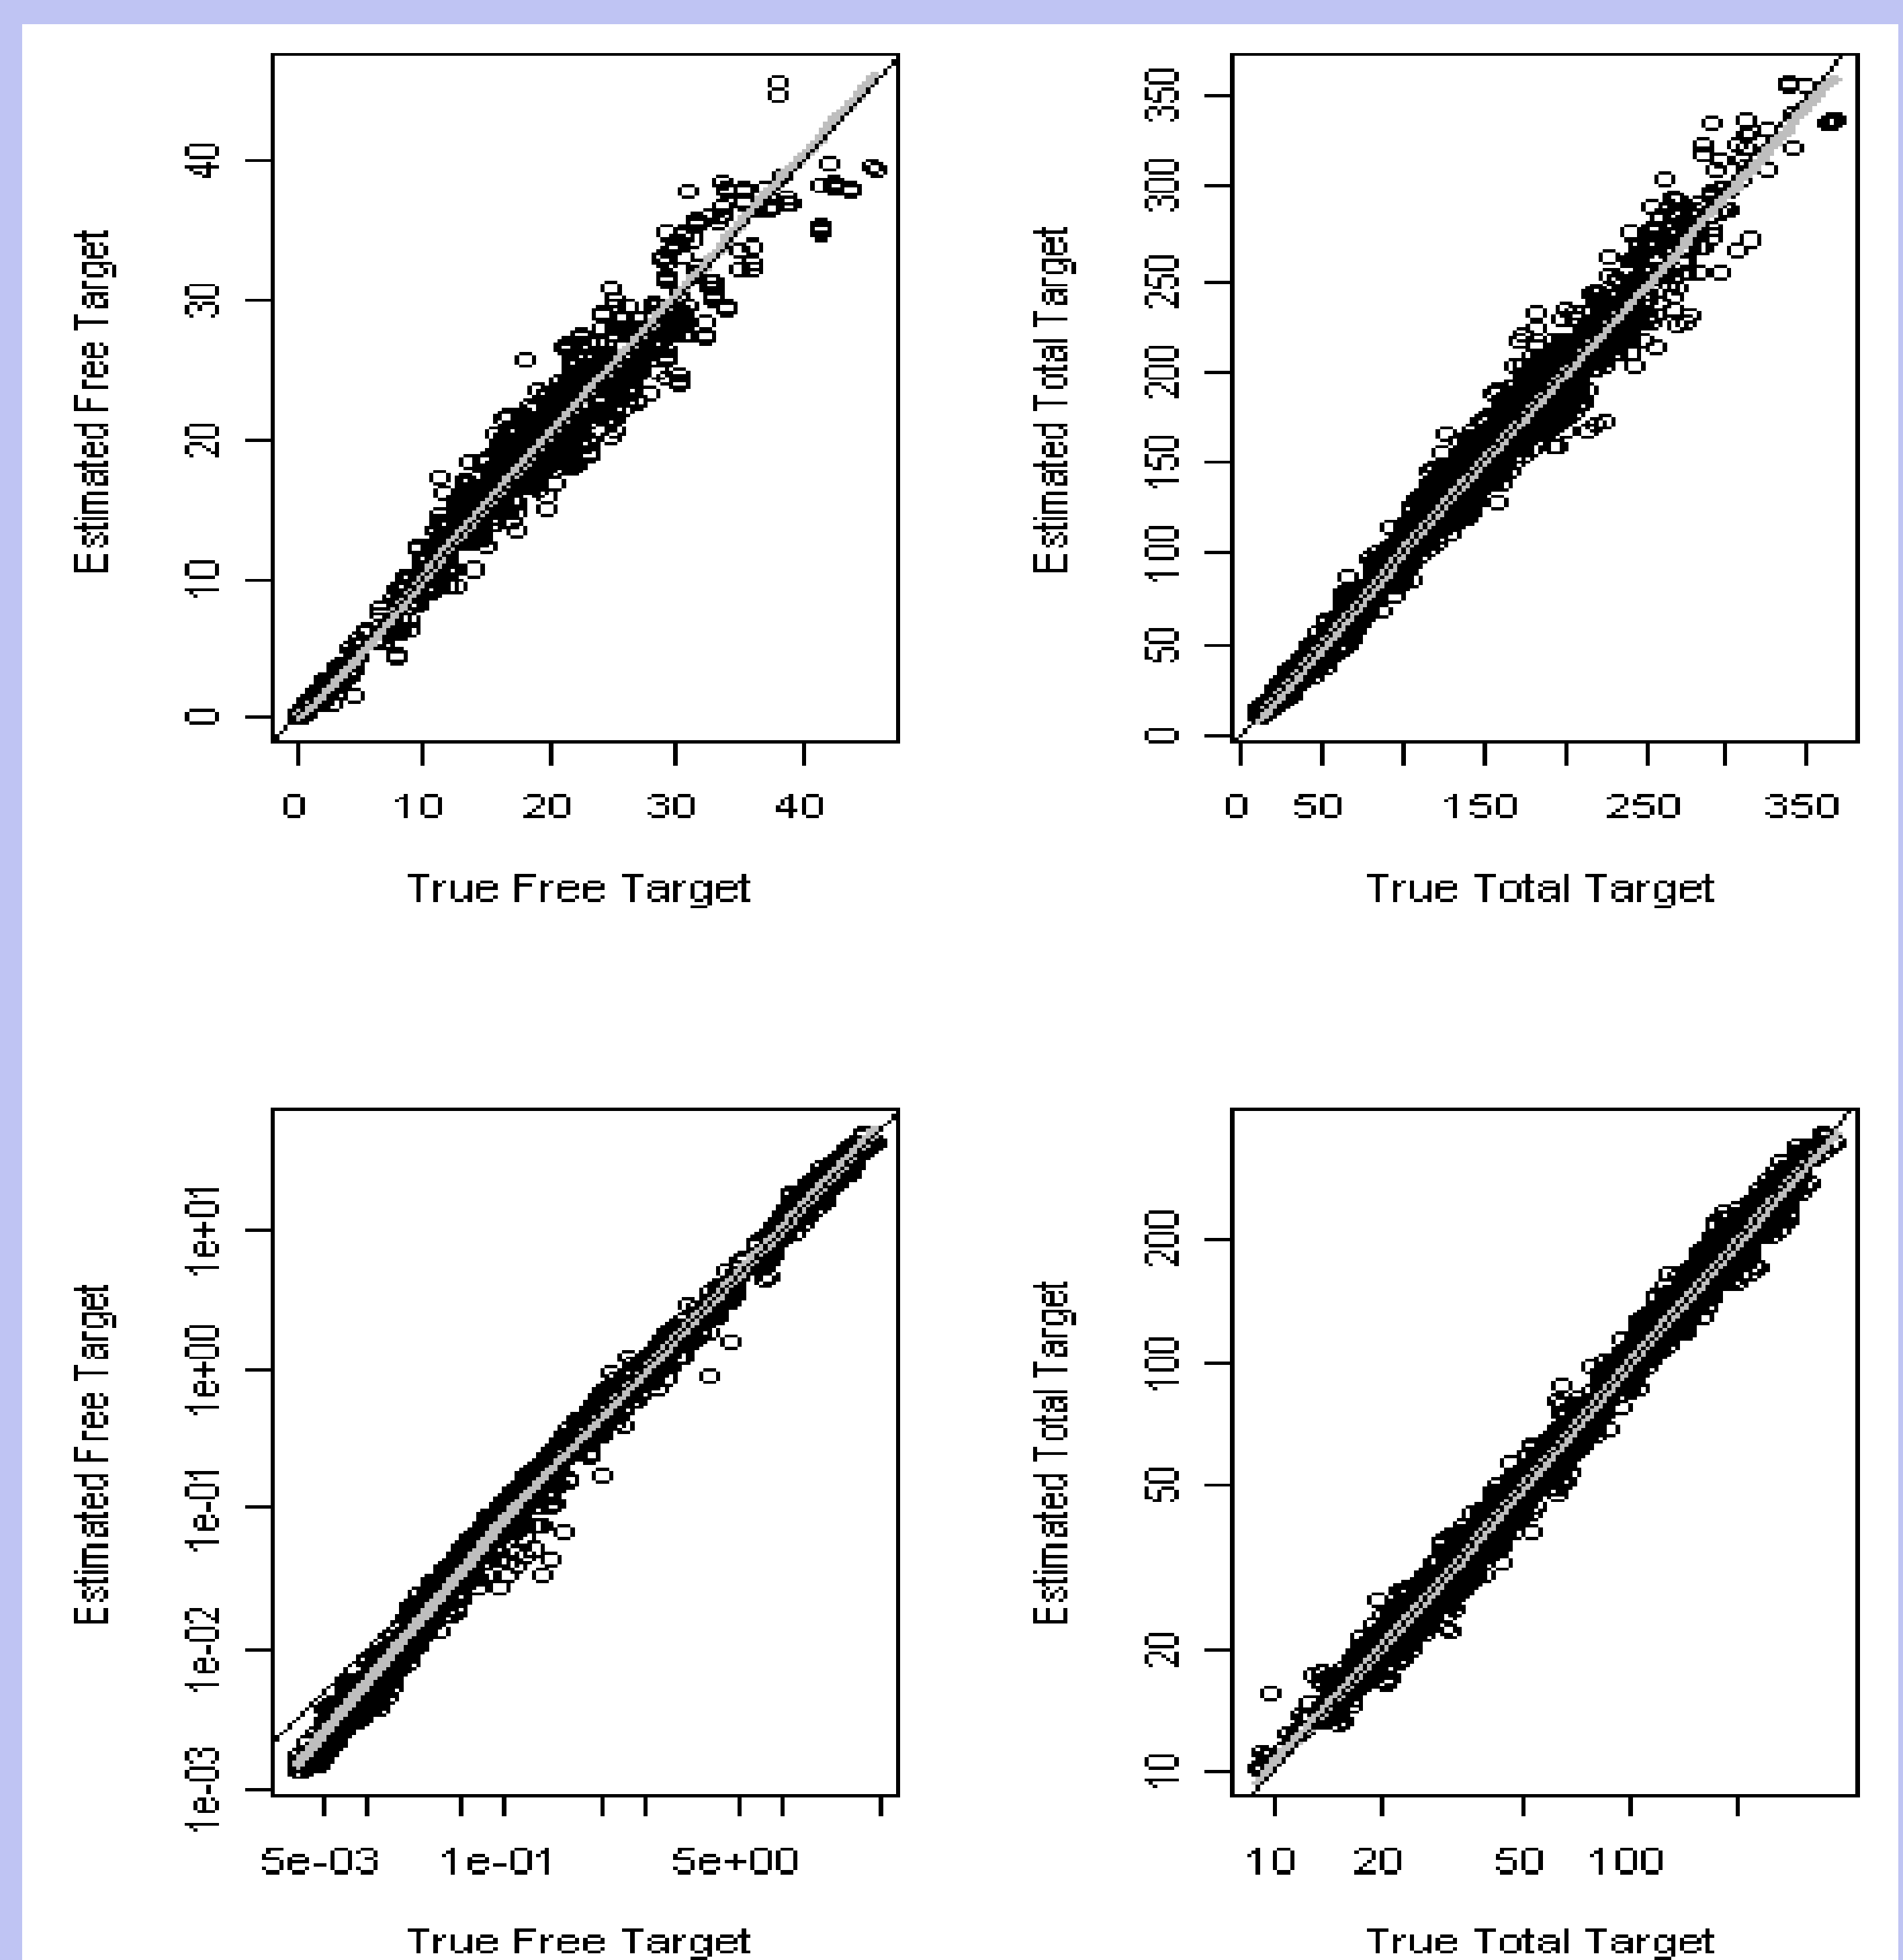 Estimated Free Target
0
10
20
30
40
0 10 20 30 40
True Free Target
Estimated Total Target
0
50
100
150
200
250
300
350
0 50 150 250 350
True Total Target
Estimated Free Target
1e-03
1e-02
1e-01
1e+00
1e+01
5e-03 1e-01 5e+00
True Free Target
Estimated Total Target
10
20
50
100
200
10 20 50 100
True Total Target